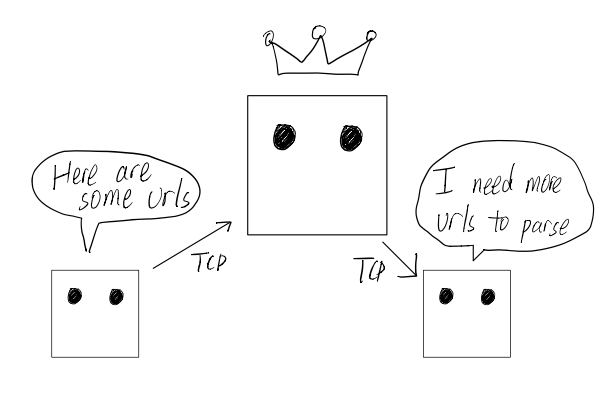 Here are
some urls
I need more
urls to parse
TCP
TCP